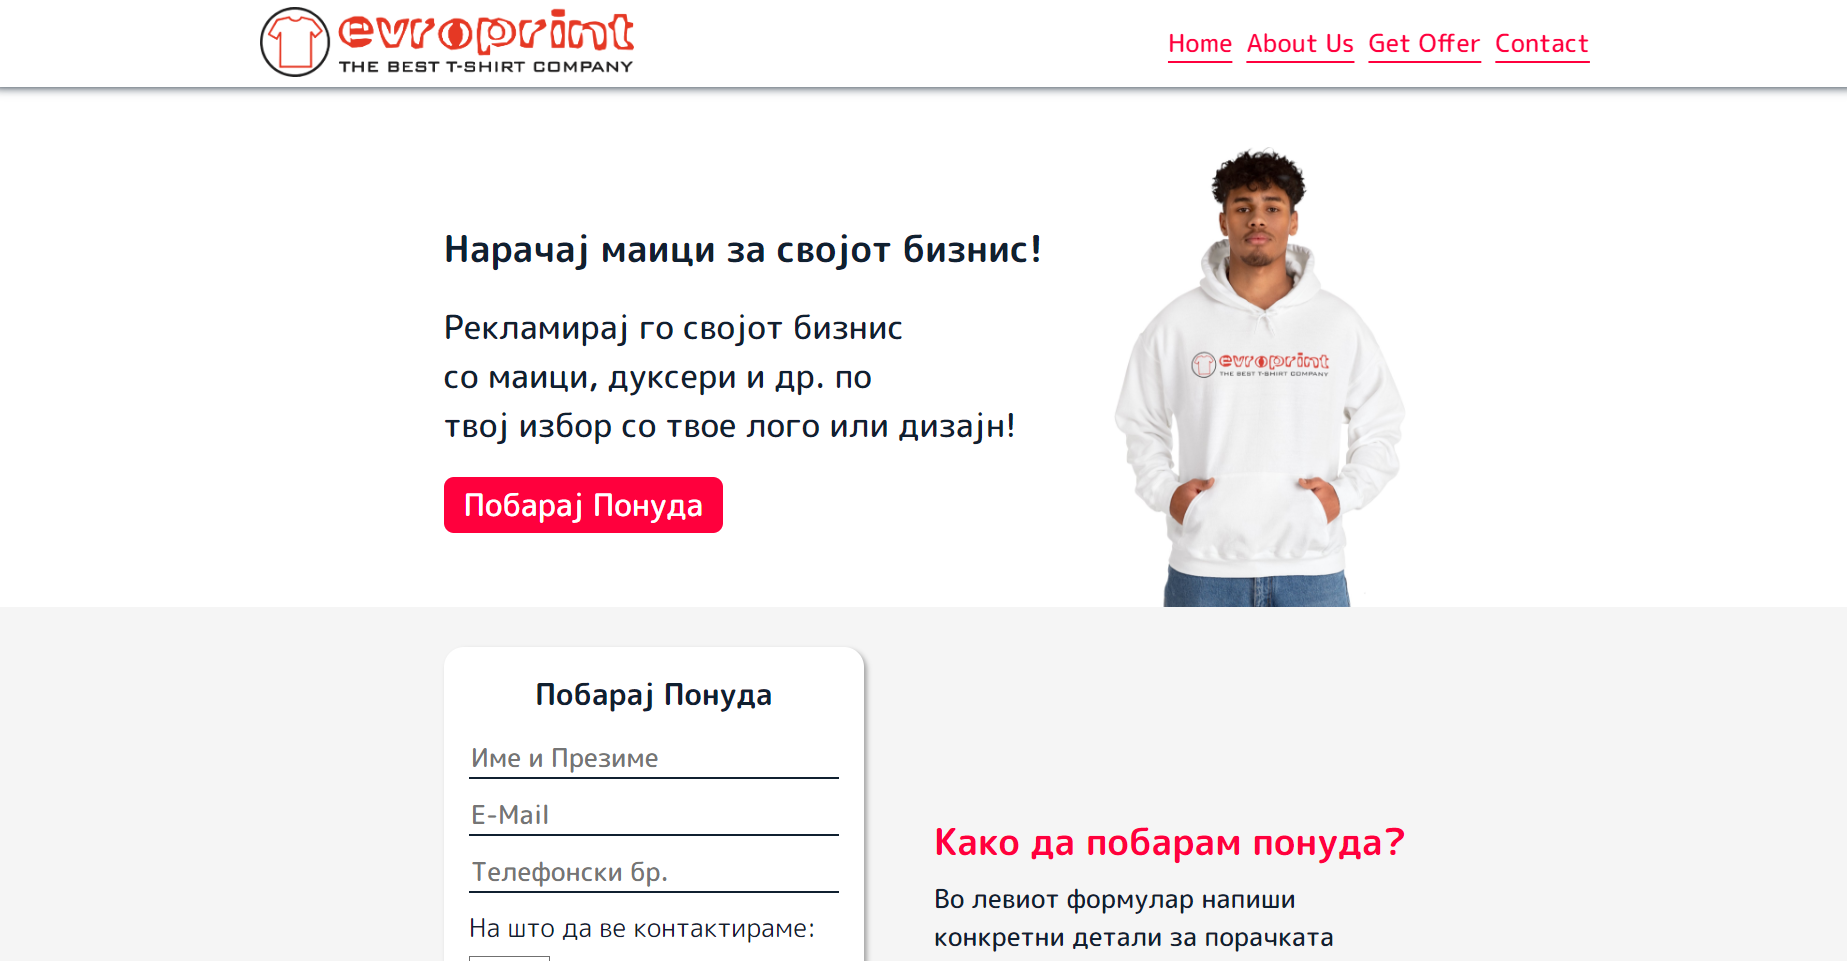 evroprint
THE BEST T-SHIRT COMPANY
Home About Us Get Offer Contact
Нарачај маици за својот бизнис!
Рекламирај го својот бизнис
со маици, дуксери и др. по
твој избор со твое лого или дизајн!
Побарај Понуда
evroprint
THE BEST T-SHIRT COMPANY
Побарај Понуда
Име и Презиме
E-Mail
Телефонски бр.
На што да ве контактираме:
Како да побарам понуда?
Во левиот формулар напиши
конкретни детали за порачката